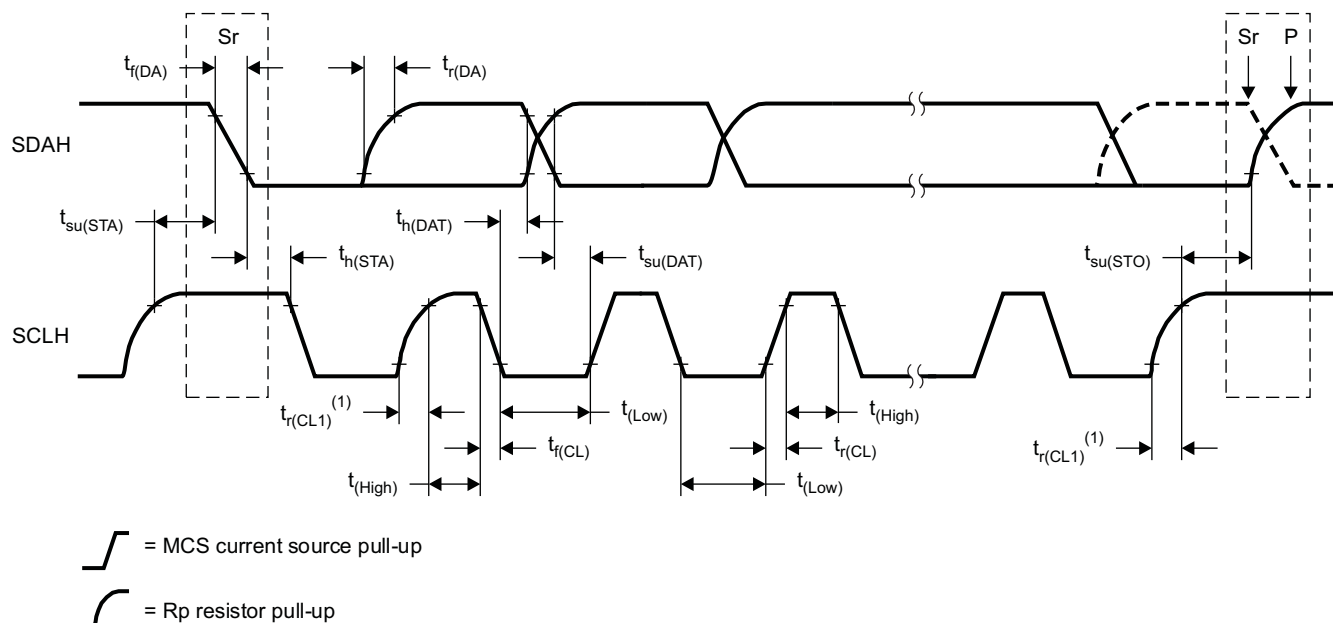 Sr
Sr P
t_f(DA)
t_r(DA)
SDAH
t_su(STA)
t_h(DAT)
t_h(STA)
t_su(DAT)
t_su(STO)
SCLH
t_r(CL1)^(1)
t_(Low)
t_(High)
t_f(CL)
t_r(CL)
t_r(CL1)^(1)
t_(High)
t_(Low)
= MCS current source pull-up
= Rp resistor pull-up